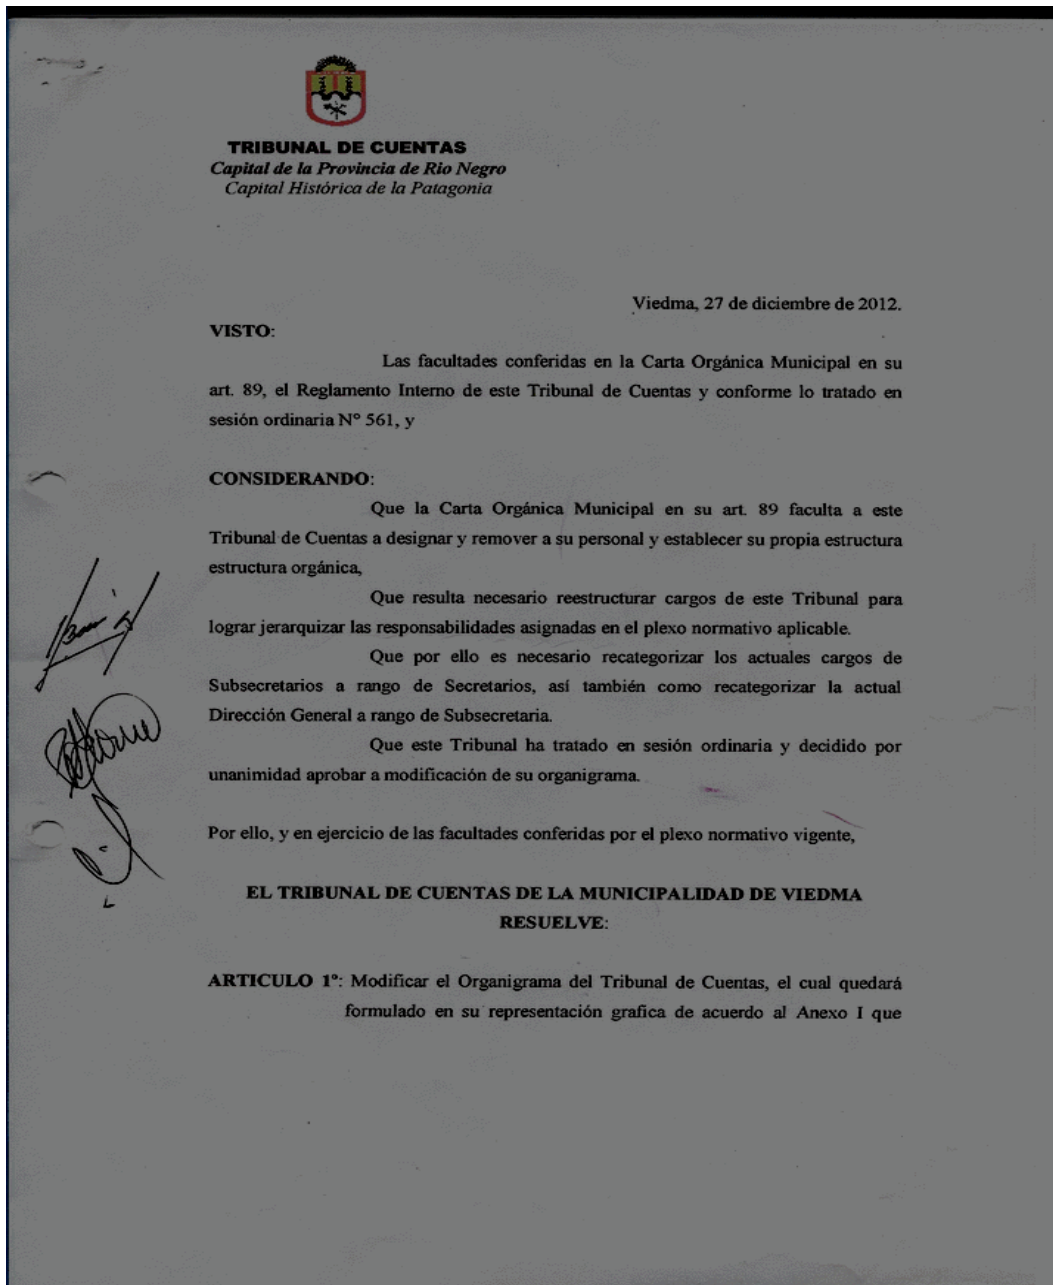 TRIBUNAL DE CUENTAS
Capital de la Provincia de Rio Negro
Capital Histórica de la Patagonia
Viedma, 27 de diciembre de 2012.
VISTO:
Las facultades conferidas en la Carta Orgánica Municipal en su
art. 89, el Reglamento Interno de este Tribunal de Cuentas y conforme lo tratado en
sesión ordinaria N° 561, y
CONSIDERANDO:
Que la Carta Orgánica Municipal en su art. 89 faculta a este
Tribunal de Cuentas a designar y remover a su personal y establecer su propia estructura
estructura orgánica,
Que resulta necesario reestructurar cargos de este Tribunal para
lograr jerarquizar las responsabilidades asignadas en el plexo normativo aplicable.
Que por ello es necesario recategorizar los actuales cargos de
Subsecretarios a rango de Secretarios, así también como recategorizar la actual
Dirección General a rango de Subsecretaria.
Que este Tribunal ha tratado en sesión ordinaria y decidido por
unanimidad aprobar a modificación de su organigrama.
Por ello, y en ejercicio de las facultades conferidas por el plexo normativo vigente,
EL TRIBUNAL DE CUENTAS DE LA MUNICIPALIDAD DE VIEDMA
RESUELVE:
ARTICULO 1º: Modificar el Organigrama del Tribunal de Cuentas, el cual quedará
formulado en su representación grafica de acuerdo al Anexo I que